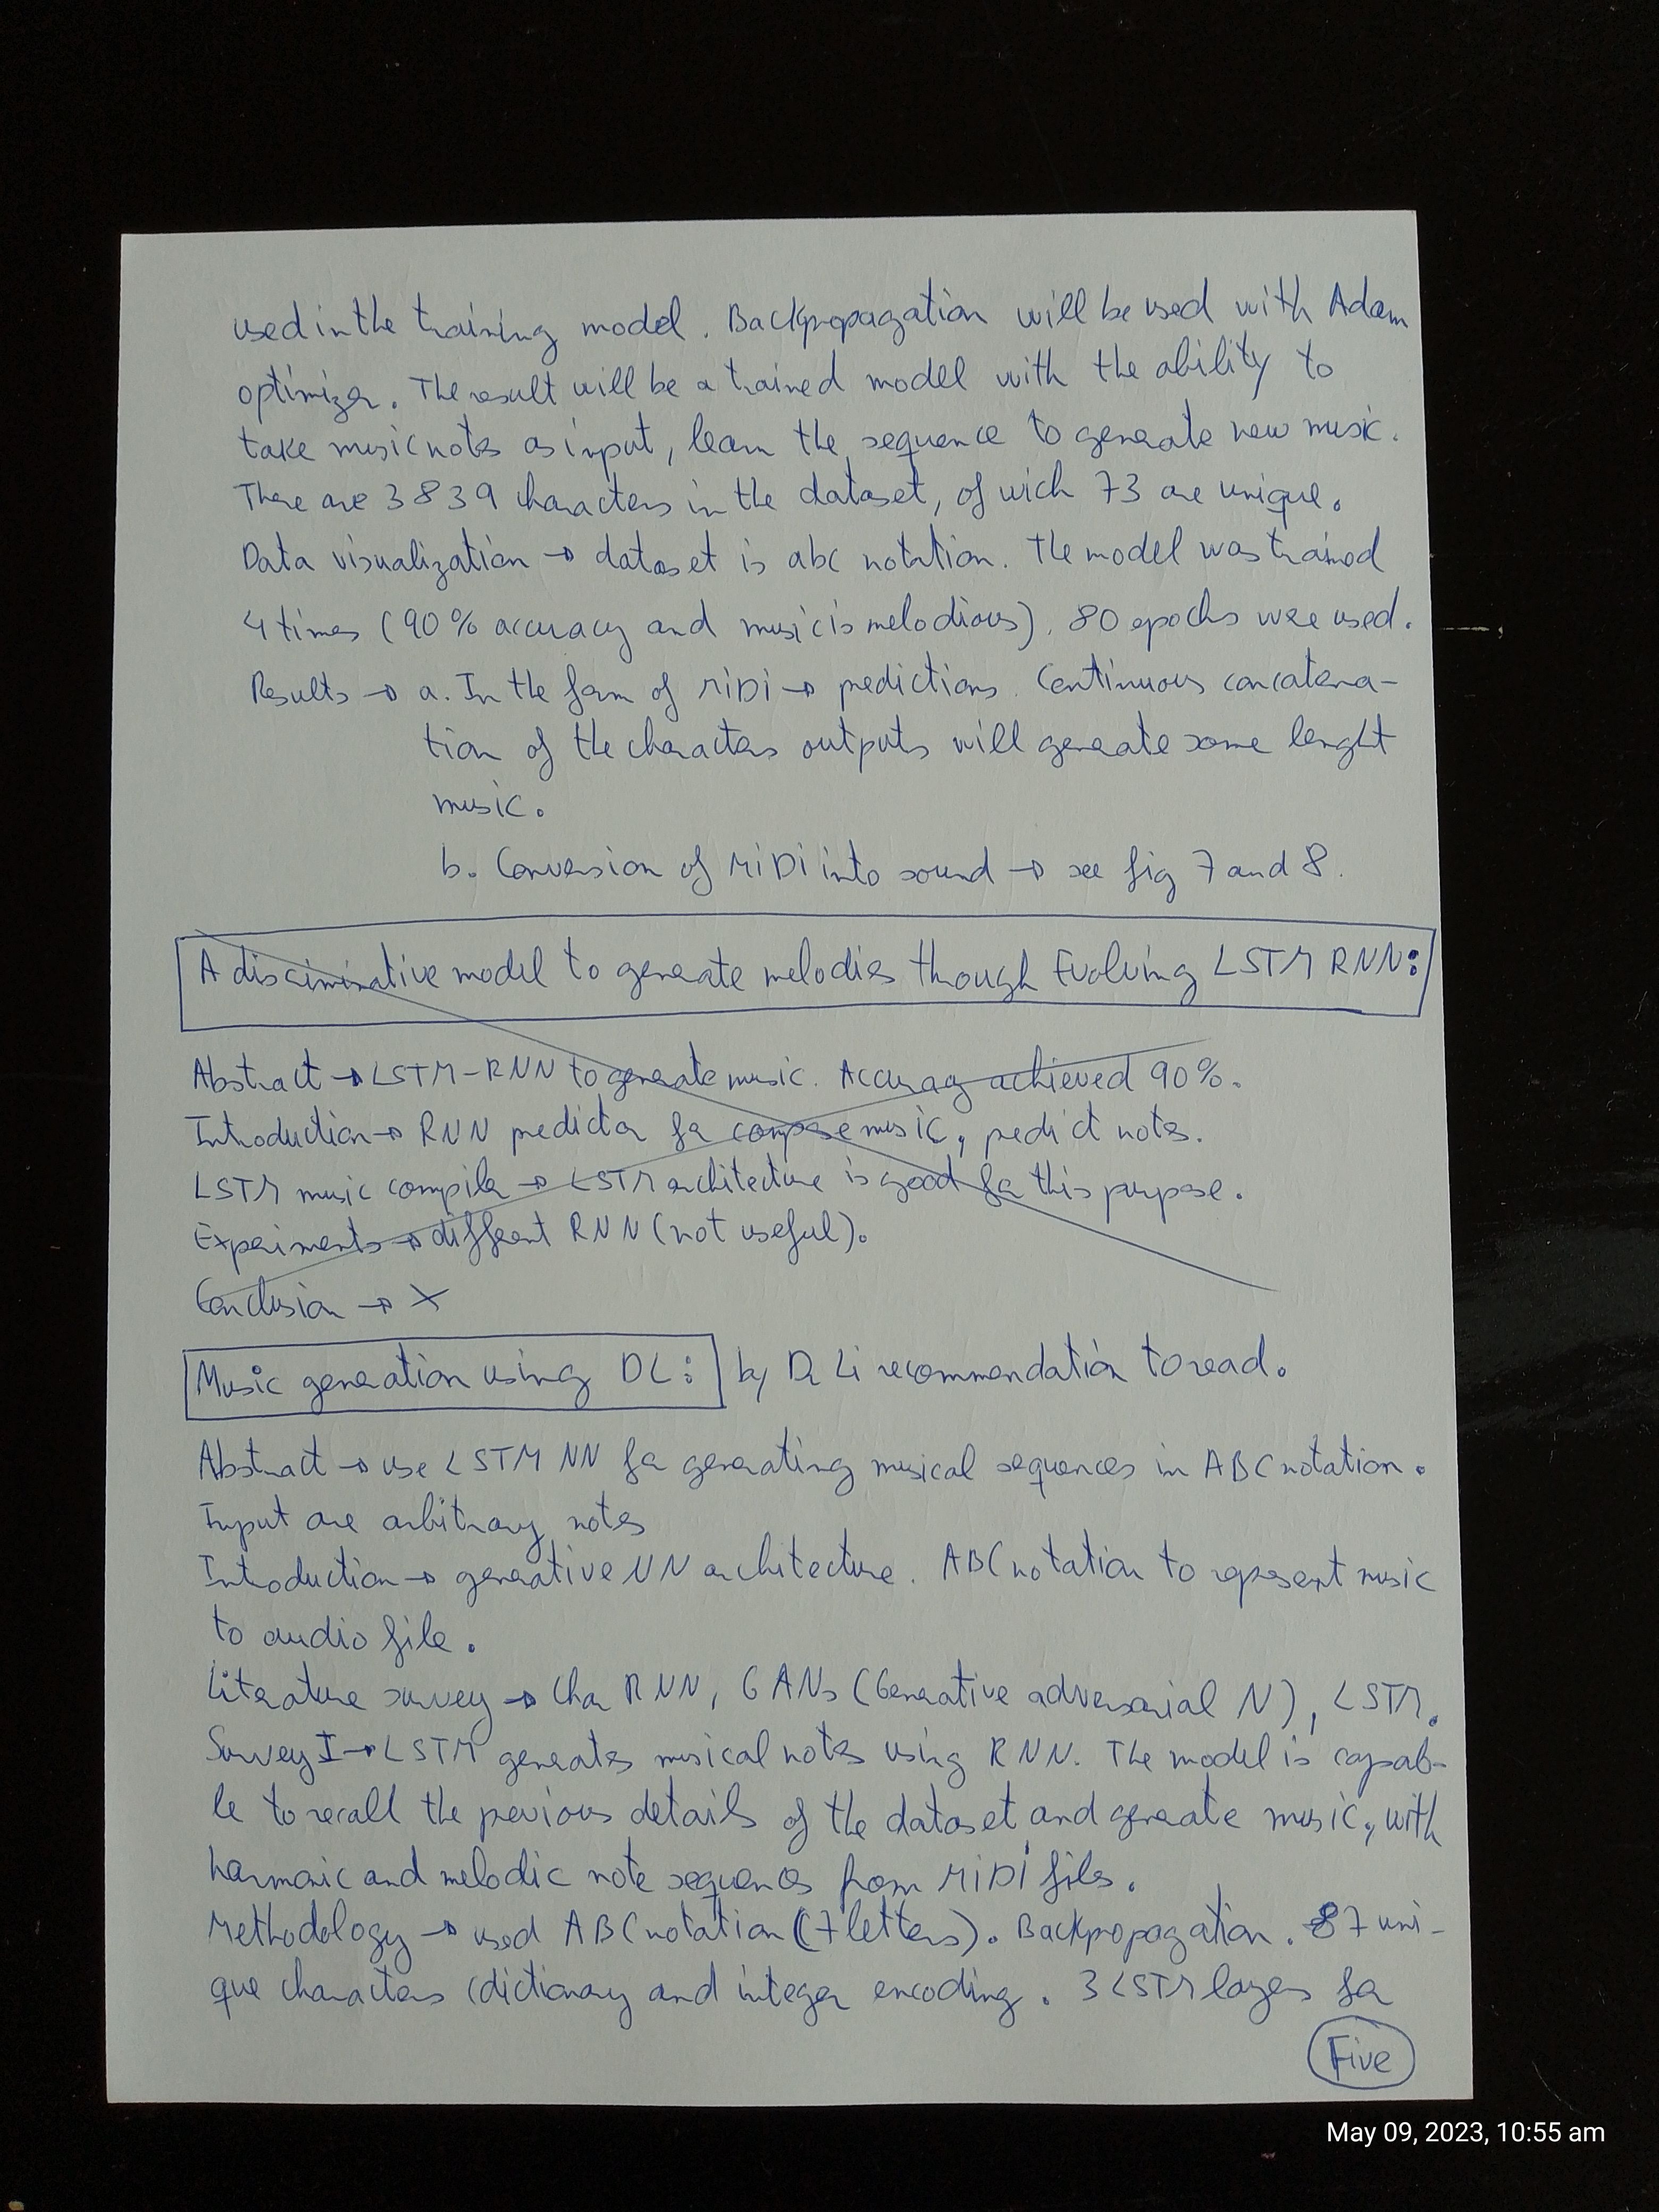 used in the training model. Backpropagation will be used with Adam
optimizer. The result will be a trained model with the ability to
take music notes as input, learn the sequence to generate new music.
There are 3839 characters in the dataset, of wich 73 are unique.
Data visualization → dataset is abc notation. The model was trained
4 times (90% accuracy and music is melodious). 80 epochs were used.
Results → a. In the form of MiDi → predictions. Continuous concatena-
tion of the characters outputs will generate some lenght
music.
b. Conversion of MiDi into sound → see fig 7 and 8.
A discriminative model to generate melodies though Evolving LSTM RNN:
Abstract → LSTM-RNN to generate music. Accuracy achieved 90%.
Introduction → RNN predictor for compose music, predict notes.
LSTM music compiler → LSTM architecture is good for this purpose.
Experiments → different RNN (not useful).
Conclusion → X
Music generation using DL: by Dr Li recommendation to read.
Abstract → use LSTM NN for generating musical sequences in ABC notation.
Input are arbitrary notes
Introduction → generative NN architecture. ABC notation to represent music
to audio file.
Literature survey → Char RNN, GANs (Generative adversarial N), LSTM.
Survey I → LSTM generates musical notes using RNN. The model is capab-
le to recall the previous details of the dataset and generate music, with
harmonic and melodic note sequences from MiDi files.
Methodology → used ABC notation (7 letters). Backpropagation. 87 uni-
que characters (dictionary and integer encoding. 3 LSTM layers for
Five
May 09, 2023, 10:55 am